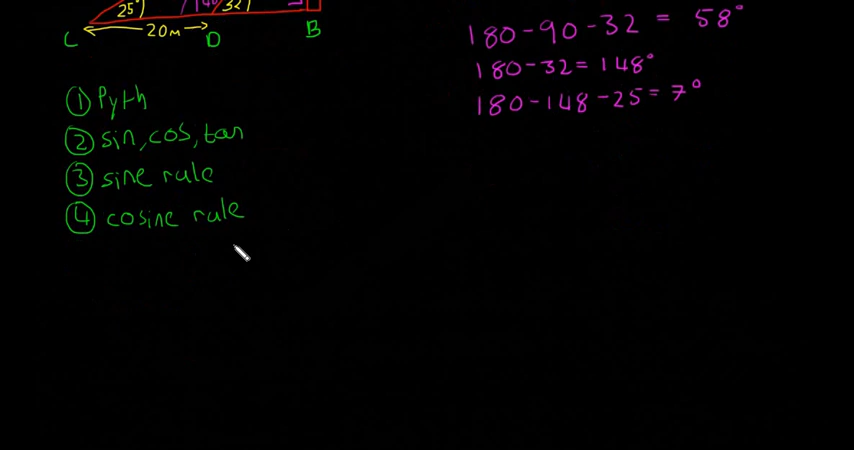 25°
32
20m
C
D
B
① Pyth
② sin, cos, tan
③ sine rule
④ cosine rule
180-90-32 = 58°
180-32=148°
180-148-25=7°